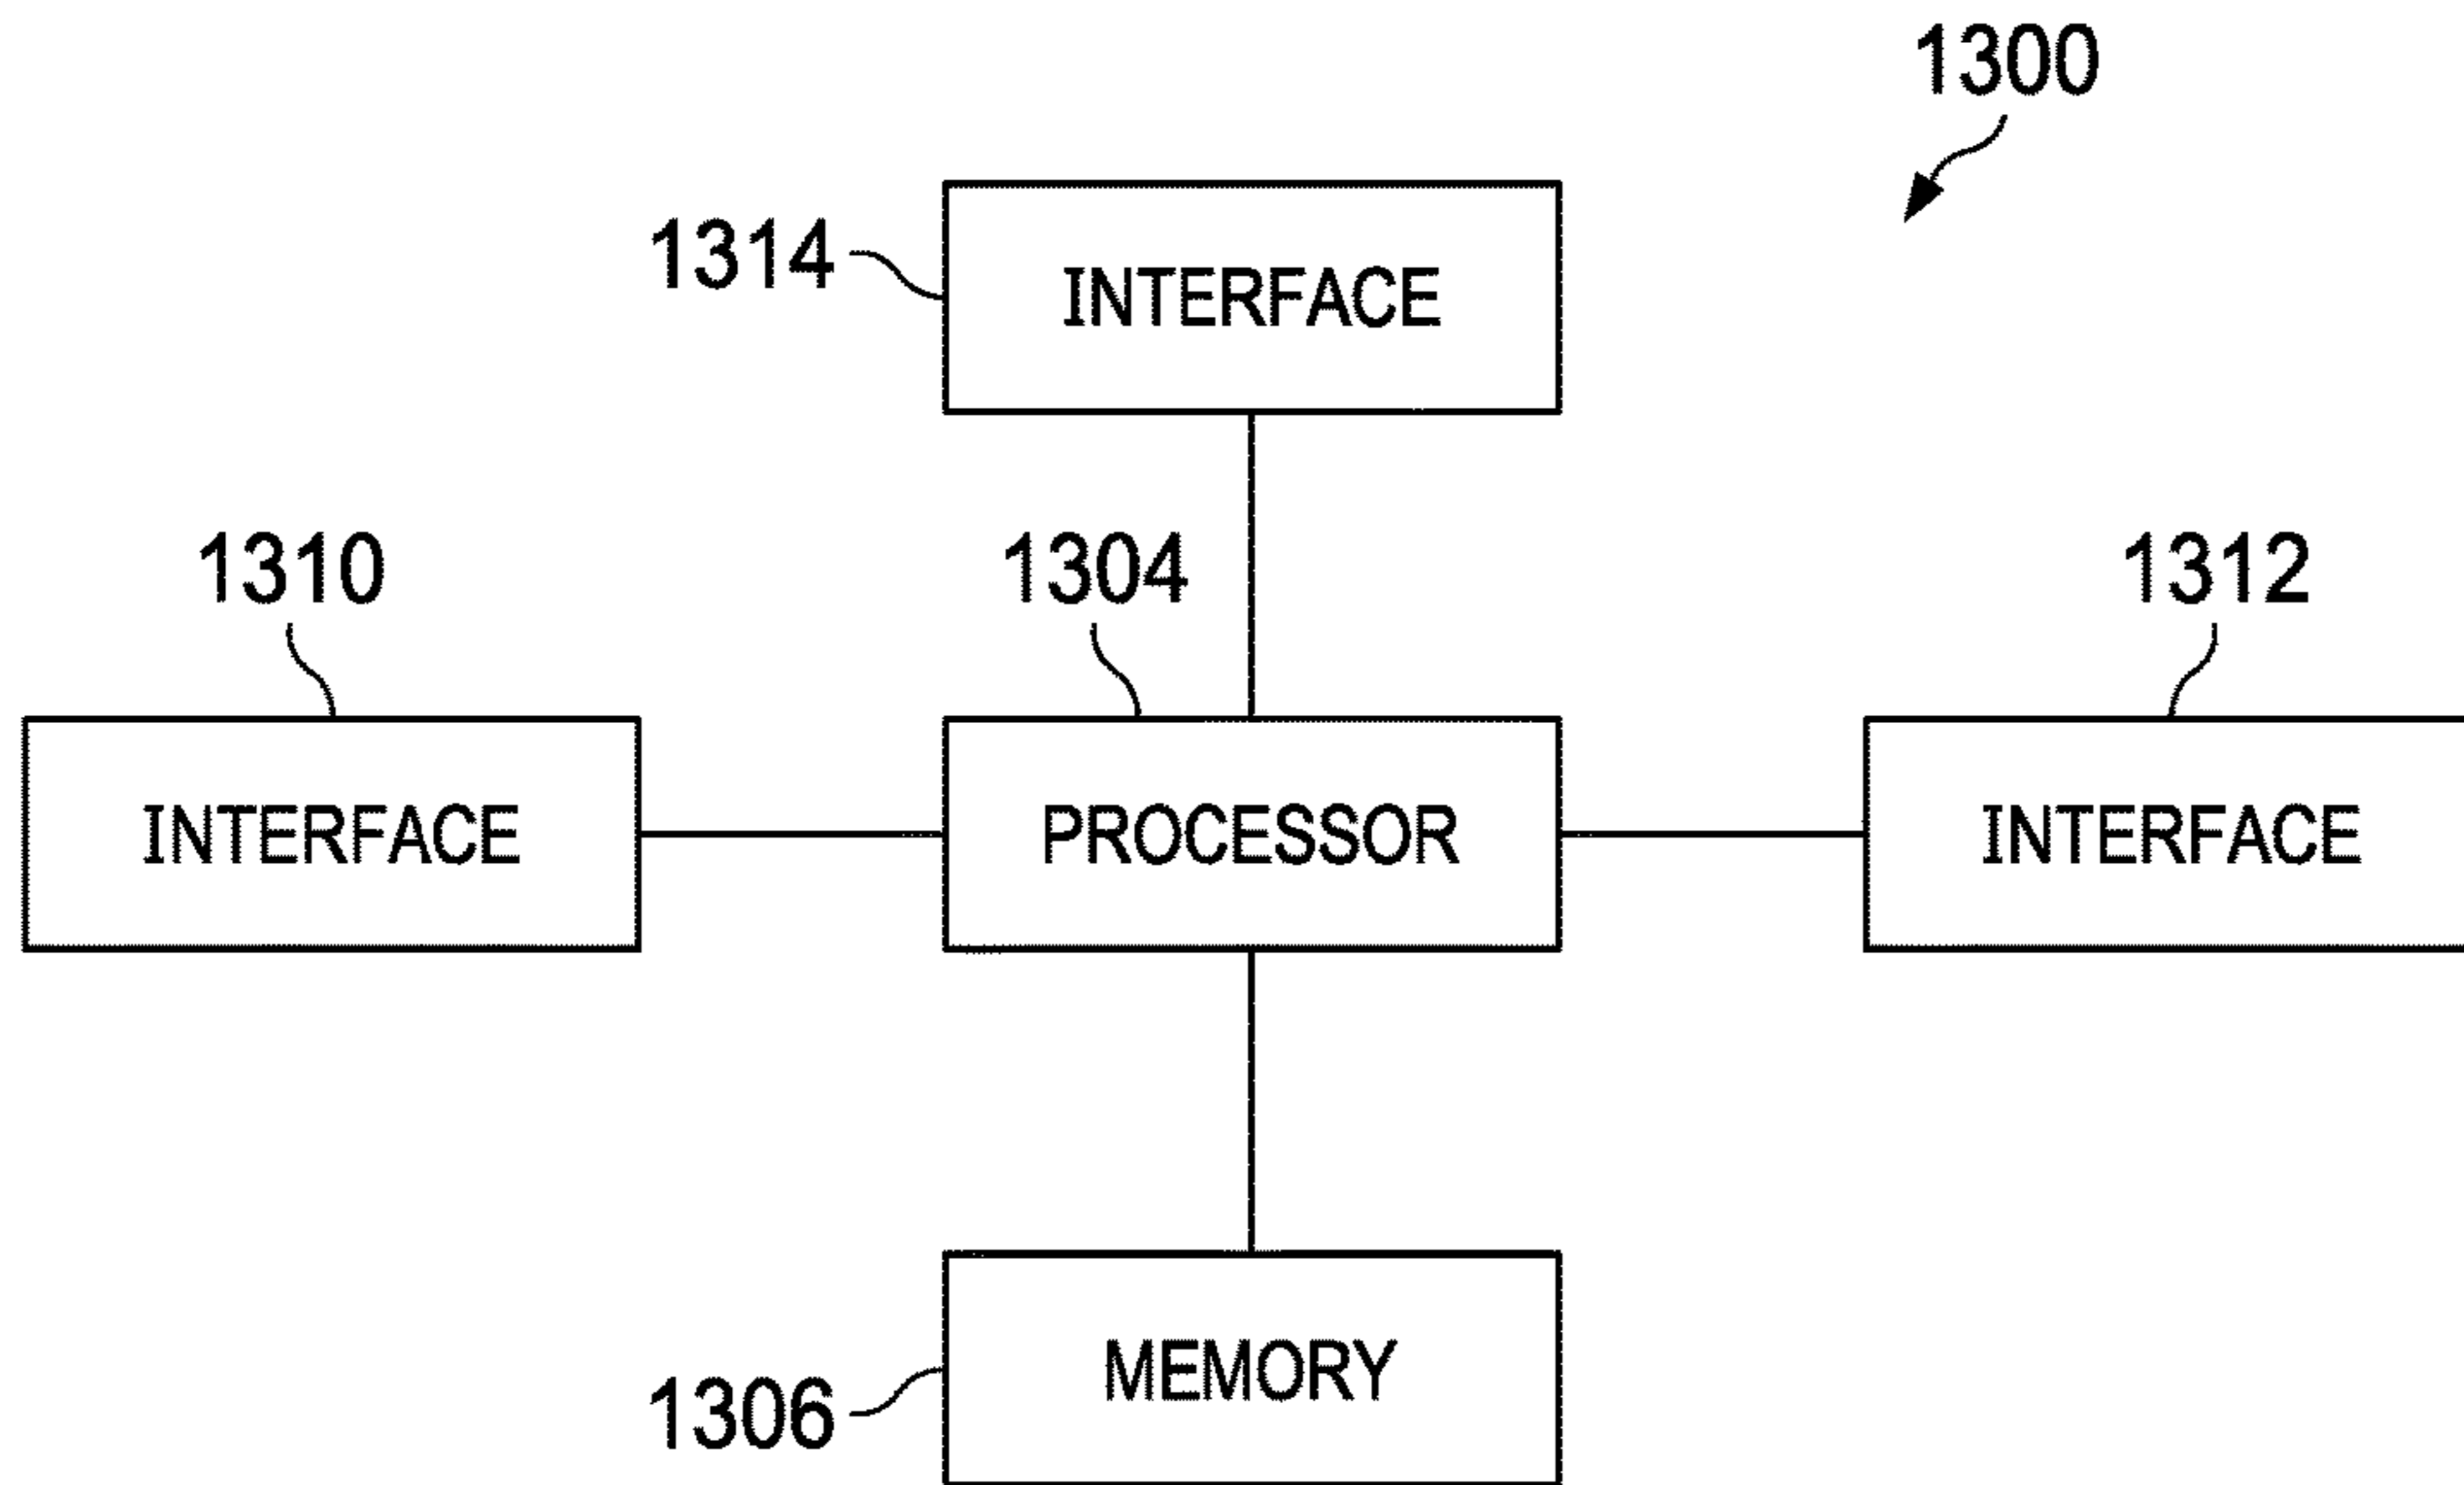 1300
1314
INTERFACE
1310
1304
1312
INTERFACE
PROCESSOR
INTERFACE
MEMORY
1306